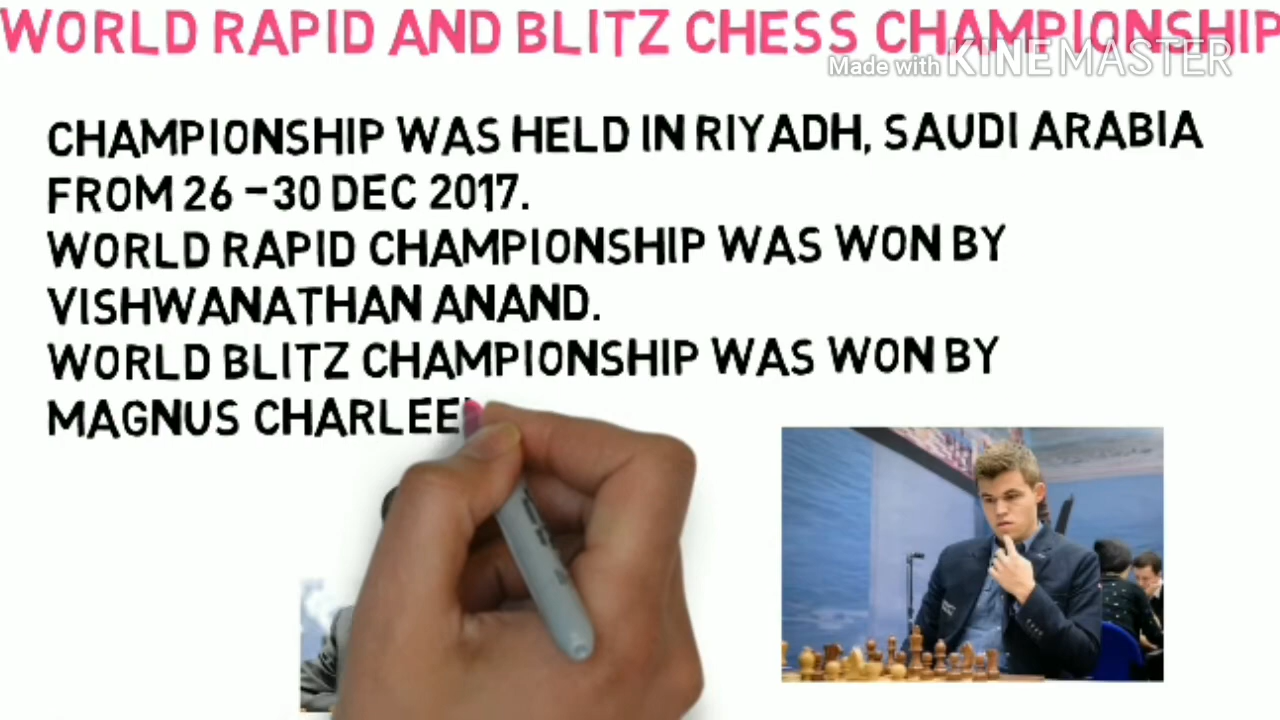 WORLD RAPID AND BLITZ CHESS CHAMPIONSHIP
Made with KINEMASTER
CHAMPIONSHIP WAS HELD IN RIYADH, SAUDI ARABIA
FROM 26 - 30 DEC 2017.
WORLD RAPID CHAMPIONSHIP WAS WON BY
VISHWANATHAN ANAND.
WORLD BLITZ CHAMPIONSHIP WAS WON BY
MAGNUS